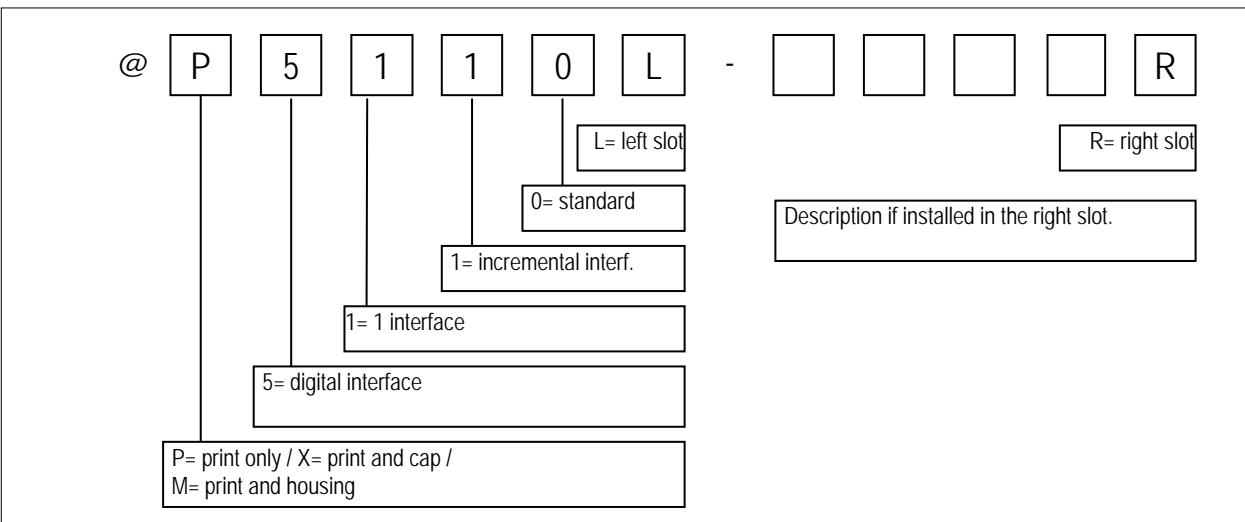 @ P 5 1 1 0 L - R
L= left slot
R= right slot
0= standard
Description if installed in the right slot.
1= incremental interf.
1= 1 interface
5= digital interface
P= print only / X= print and cap /
M= print and housing